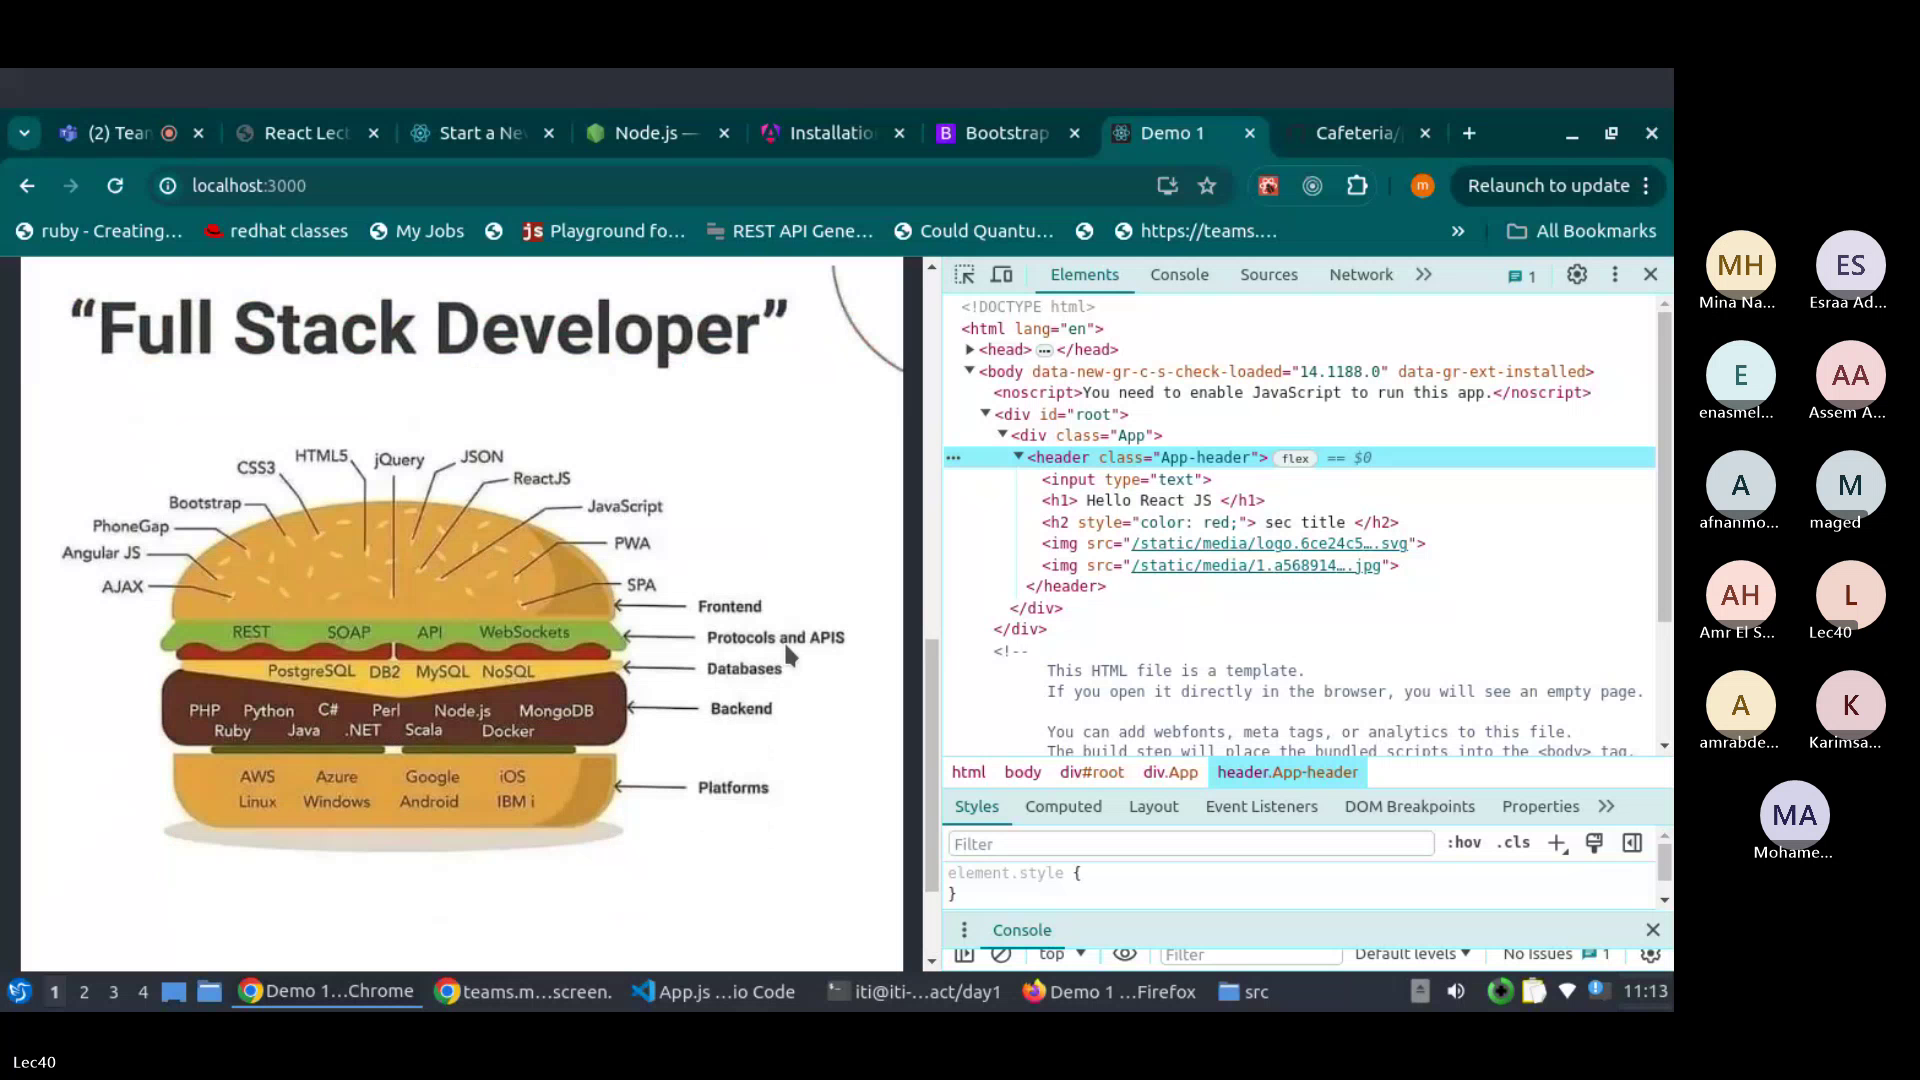 (2) Tean
React Lect
Start a Ne
Node.js —
Installatio
Bootstrap
Demo 1
Cafeteria/
localhost:3000
m
Relaunch to update
ruby - Creating...
redhat classes
My Jobs
js Playground fo...
REST API Gene...
Could Quantu...
https://teams....
» All Bookmarks
“Full Stack Developer”
HTML5
jQuery
JSON
CSS3
ReactJS
Bootstrap
JavaScript
PhoneGap
PWA
Angular JS
AJAX
SPA
Frontend
REST SOAP API WebSockets
Protocols and APIS
PostgreSQL DB2 MySQL NoSQL
Databases
PHP Python C# Perl Node.js MongoDB
Backend
Ruby Java .NET Scala Docker
AWS Azure Google iOS
Platforms
Linux Windows Android IBM i
Elements Console Sources Network » 1
<!DOCTYPE html>
<html lang="en">
<head> ... </head>
<body data-new-gr-c-s-check-loaded="14.1188.0" data-gr-ext-installed>
<noscript>You need to enable JavaScript to run this app.</noscript>
<div id="root">
<div class="App">
... <header class="App-header"> flex == $0
<input type="text">
<h1> Hello React JS </h1>
<h2 style="color: red;"> sec title </h2>
<img src="/static/media/logo.6ce24c5….svg">
<img src="/static/media/1.a568914….jpg">
</header>
</div>
</div>
<!--
This HTML file is a template.
If you open it directly in the browser, you will see an empty page.
You can add webfonts, meta tags, or analytics to this file.
The build step will place the bundled scripts into the <body> tag.
html body div#root div.App header.App-header
Styles Computed Layout Event Listeners DOM Breakpoints Properties »
Filter :hov .cls
element.style {
}
Console
top Filter Default levels No Issues 1
1 2 3 4 Demo 1...Chrome teams.m...screen. App.js ...io Code iti@iti-...act/day1 Demo 1 ...Firefox src 11:13
MH ES
Mina Na... Esraa Ad...
E AA
enasmel... Assem A...
A M
afnanmo... maged
AH L
Amr El S... Lec40
A K
amrabde... Karimsa...
MA
Mohame...
Lec40